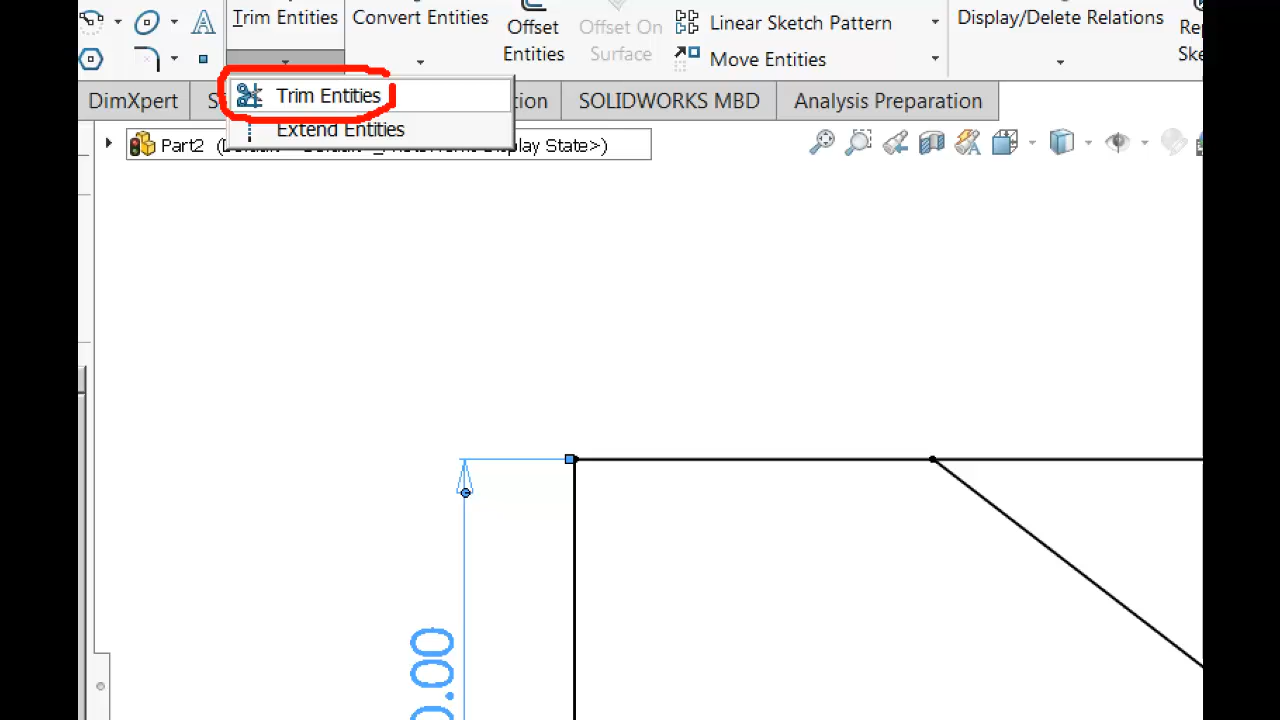 Trim Entities
Convert Entities
Offset
Entities
Offset On
Surface
Linear Sketch Pattern
Move Entities
Display/Delete Relations
DimXpert
SOLIDWORKS MBD
Analysis Preparation
Trim Entities
Extend Entities
Part2
Display State>)